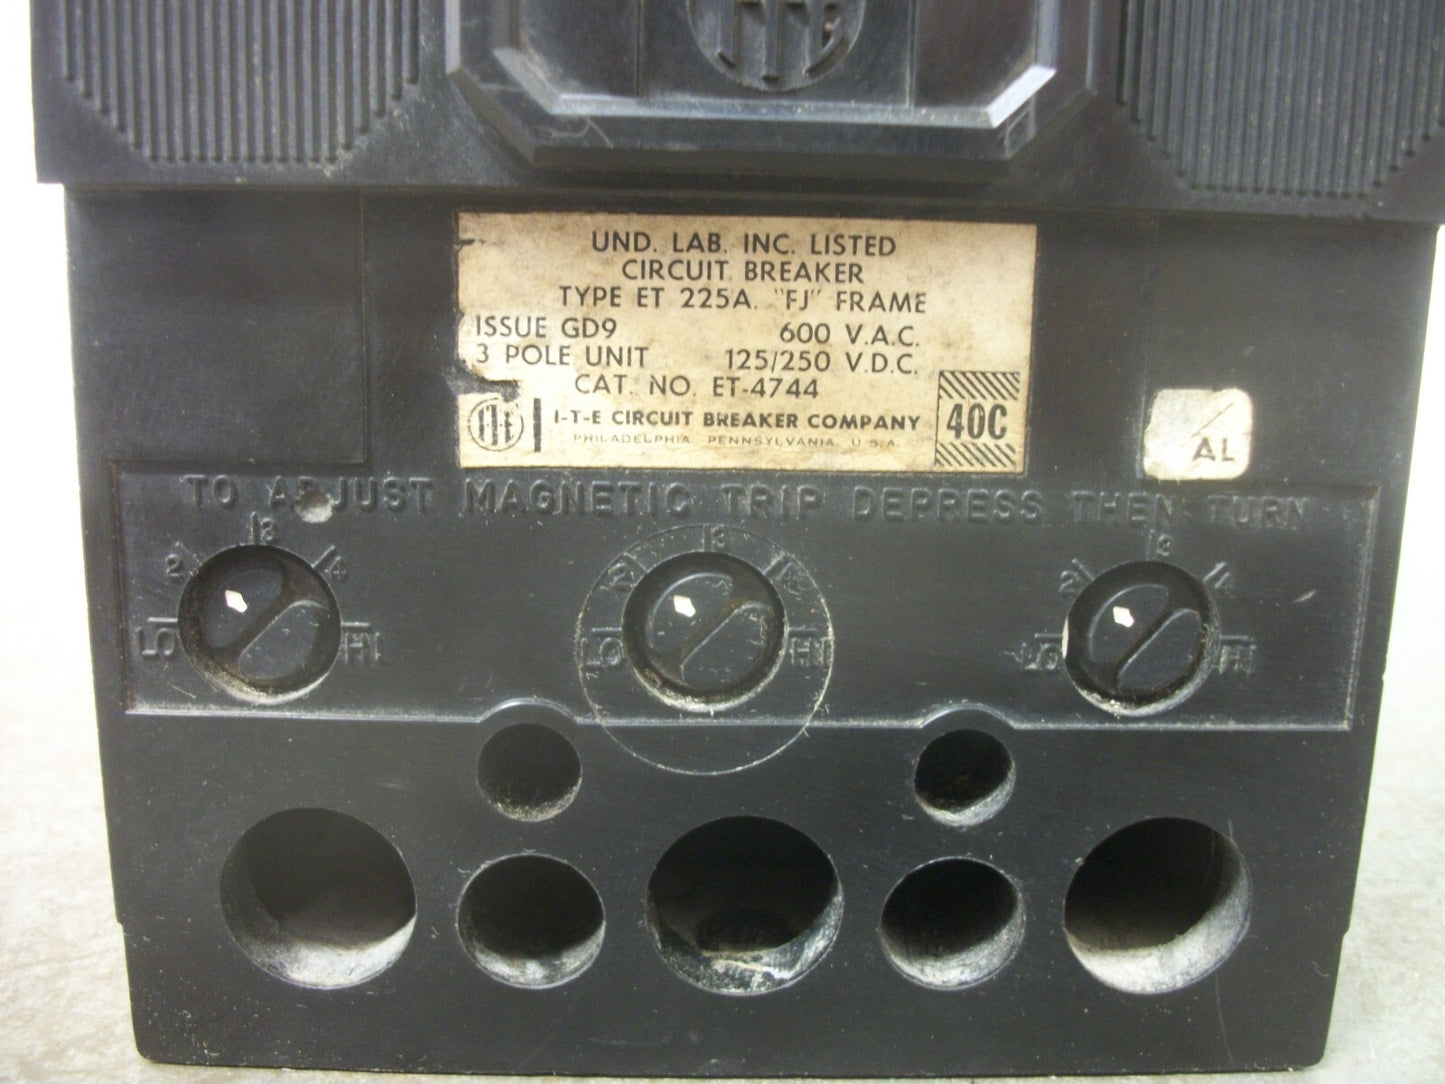 ITE
UND. LAB. INC. LISTED
CIRCUIT BREAKER
TYPE ET 225A. "FJ" FRAME
ISSUE GD9 600 V.A.C.
3 POLE UNIT 125/250 V.D.C.
CAT. NO. ET-4744
ITE I-T-E CIRCUIT BREAKER COMPANY 40C
PHILADELPHIA PENNSYLVANIA, U.S.A.
/AL
TO ADJUST MAGNETIC TRIP DEPRESS THEN TURN
LO 2 3 4 HI
LO 2 3 4 HI
LO 2 3 4 HI